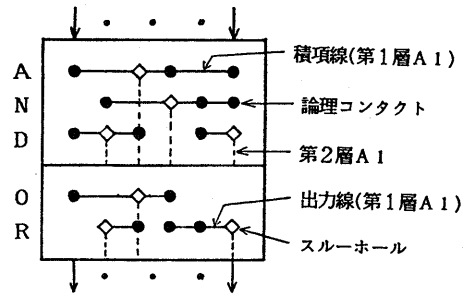 A
N
D
O
R
積項線(第1層A1)
論理コンタクト
第2層A1
出力線(第1層A1)
スルーホール